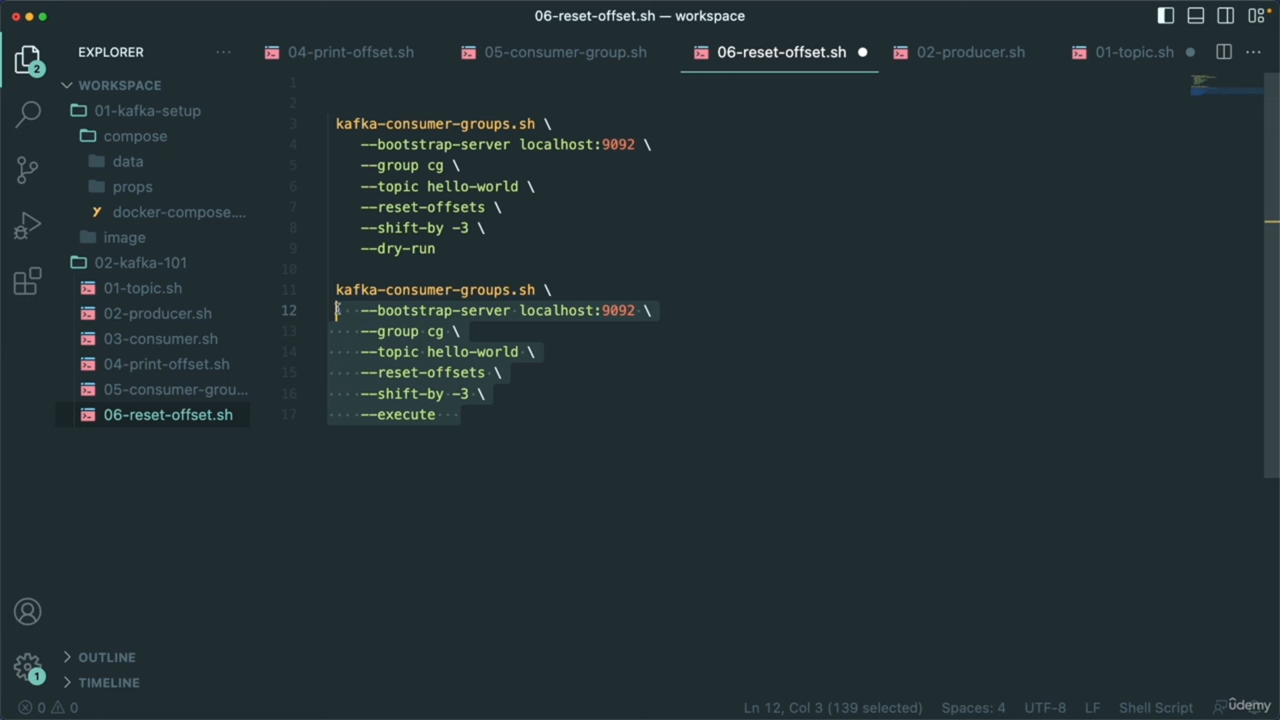 06-reset-offset.sh — workspace
EXPLORER
04-print-offset.sh
05-consumer-group.sh
06-reset-offset.sh
02-producer.sh
01-topic.sh
2
WORKSPACE
01-kafka-setup
compose
data
props
docker-compose....
image
02-kafka-101
01-topic.sh
02-producer.sh
03-consumer.sh
04-print-offset.sh
05-consumer-grou...
06-reset-offset.sh
1
2
3 kafka-consumer-groups.sh \
4 --bootstrap-server localhost:9092 \
5 --group cg \
6 --topic hello-world \
7 --reset-offsets \
8 --shift-by -3 \
9 --dry-run
10
11 kafka-consumer-groups.sh \
12 --bootstrap-server localhost:9092 \
13 --group cg \
14 --topic hello-world \
15 --reset-offsets \
16 --shift-by -3 \
17 --execute
OUTLINE
TIMELINE
1
0 0
Ln 12, Col 3 (139 selected)
Spaces: 4
UTF-8
LF
Shell Script
udemy